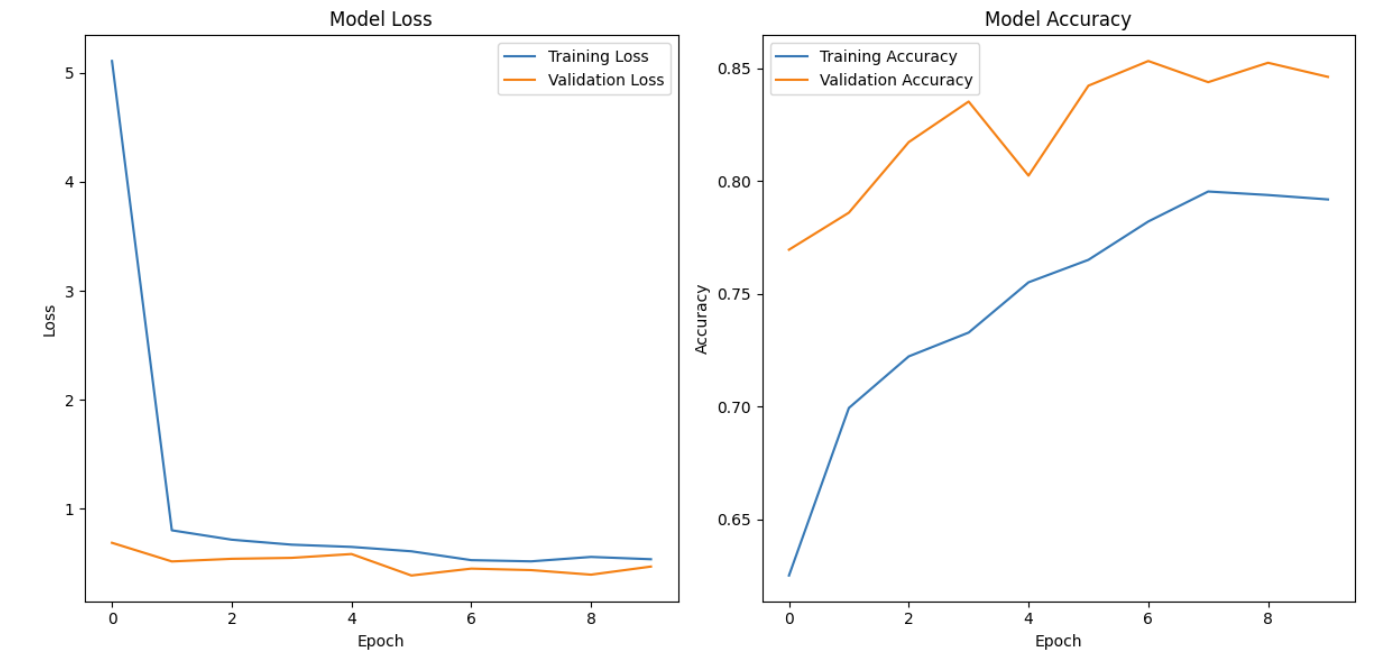 Model Loss
Training Loss
Validation Loss
5
4
3
2
1
Loss
0
2
4
6
8
Epoch
Model Accuracy
Training Accuracy
Validation Accuracy
0.85
0.80
0.75
0.70
0.65
Accuracy
0
2
4
6
8
Epoch